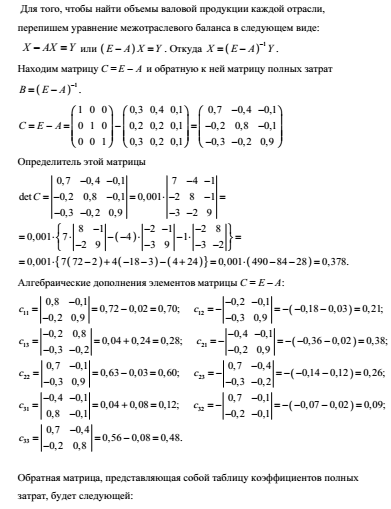 Для того, чтобы найти объемы валовой продукции каждой отрасли,
перепишем уравнение межотраслевого баланса в следующем виде:
X − AX = Y или (E − A) X = Y. Откуда X = (E − A)⁻¹ Y.
Находим матрицу C = E − A и обратную к ней матрицу полных затрат
B = (E − A)⁻¹.
C = E − A = (1 0 0; 0 1 0; 0 0 1) − (0,3 0,4 0,1; 0,2 0,2 0,1; 0,3 0,2 0,1) = (0,7 −0,4 −0,1; −0,2 0,8 −0,1; −0,3 −0,2 0,9)
Определитель этой матрицы
det C = |0,7 −0,4 −0,1; −0,2 0,8 −0,1; −0,3 −0,2 0,9| = 0,001·|7 −4 −1; −2 8 −1; −3 −2 9| =
= 0,001·{7·|8 −1; −2 9| − (−4)·|−2 −1; −3 9| − 1·|−2 8; −3 −2|} =
= 0,001·{7(72 − 2) + 4(−18 − 3) − (4 + 24)} = 0,001·(490 − 84 − 28) = 0,378.
Алгебраические дополнения элементов матрицы C = E − A:
c₁₁ = |0,8 −0,1; −0,2 0,9| = 0,72 − 0,02 = 0,70; c₁₂ = −|−0,2 −0,1; −0,3 0,9| = −(−0,18 − 0,03) = 0,21;
c₁₃ = |−0,2 0,8; −0,3 −0,2| = 0,04 + 0,24 = 0,28; c₂₁ = −|−0,4 −0,1; −0,2 0,9| = −(−0,36 − 0,02) = 0,38;
c₂₂ = |0,7 −0,1; −0,3 0,9| = 0,63 − 0,03 = 0,60; c₂₃ = −|0,7 −0,4; −0,3 −0,2| = −(−0,14 − 0,12) = 0,26;
c₃₁ = |−0,4 −0,1; 0,8 −0,1| = 0,04 + 0,08 = 0,12; c₃₂ = −|0,7 −0,1; −0,2 −0,1| = −(−0,07 − 0,02) = 0,09;
c₃₃ = |0,7 −0,4; −0,2 0,8| = 0,56 − 0,08 = 0,48.
Обратная матрица, представляющая собой таблицу коэффициентов полных
затрат, будет следующей: